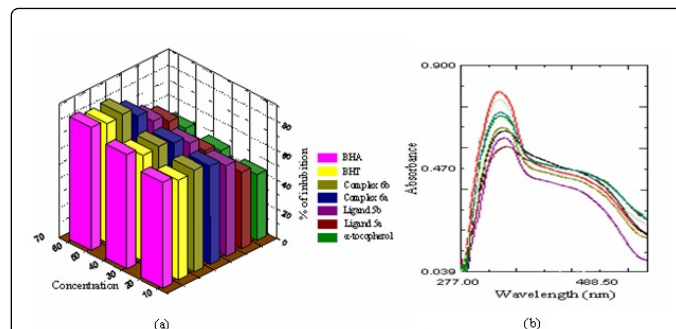 80
60
40
20
0
% of inhibition
70
60
50
40
30
20
10
Concentration
BHA
BHT
Complex 6b
Complex 6a
Ligand 5b
Ligand 5a
α-tocopherol
(a)
0.900
0.470
0.039
Absorbance
277.00
488.50
Wavelength (nm)
(b)